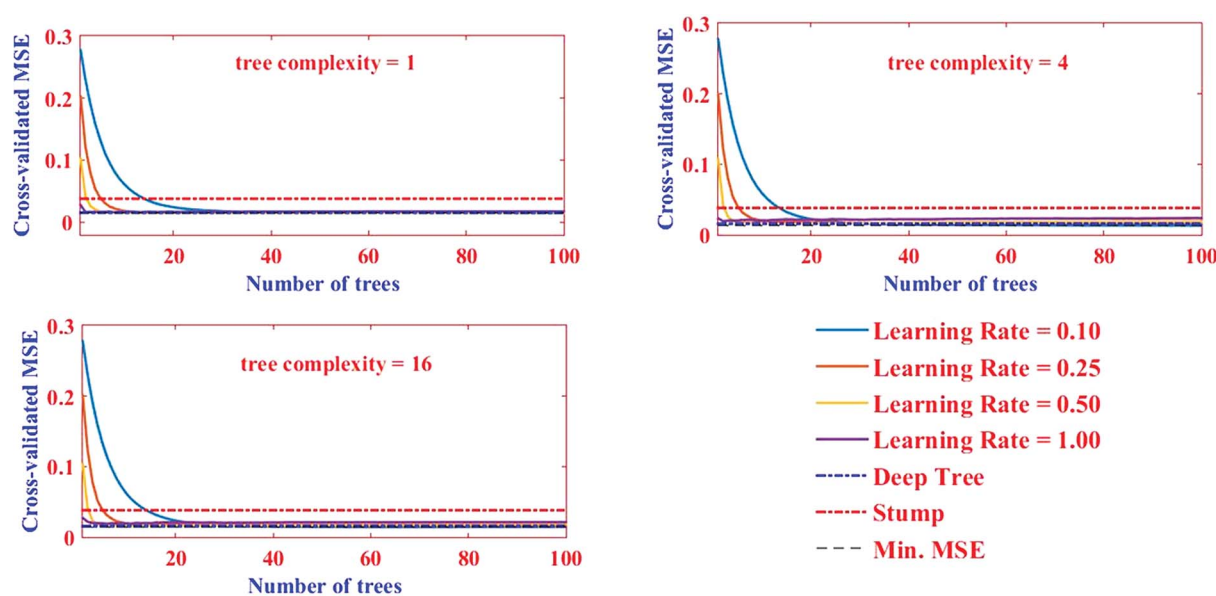 Cross-validated MSE
0.3
0.2
0.1
0
tree complexity = 1
20
40
60
80
100
Number of trees
Cross-validated MSE
0.3
0.2
0.1
0
tree complexity = 4
20
40
60
80
100
Number of trees
Cross-validated MSE
0.3
0.2
0.1
0
tree complexity = 16
20
40
60
80
100
Number of trees
Learning Rate = 0.10
Learning Rate = 0.25
Learning Rate = 0.50
Learning Rate = 1.00
Deep Tree
Stump
Min. MSE